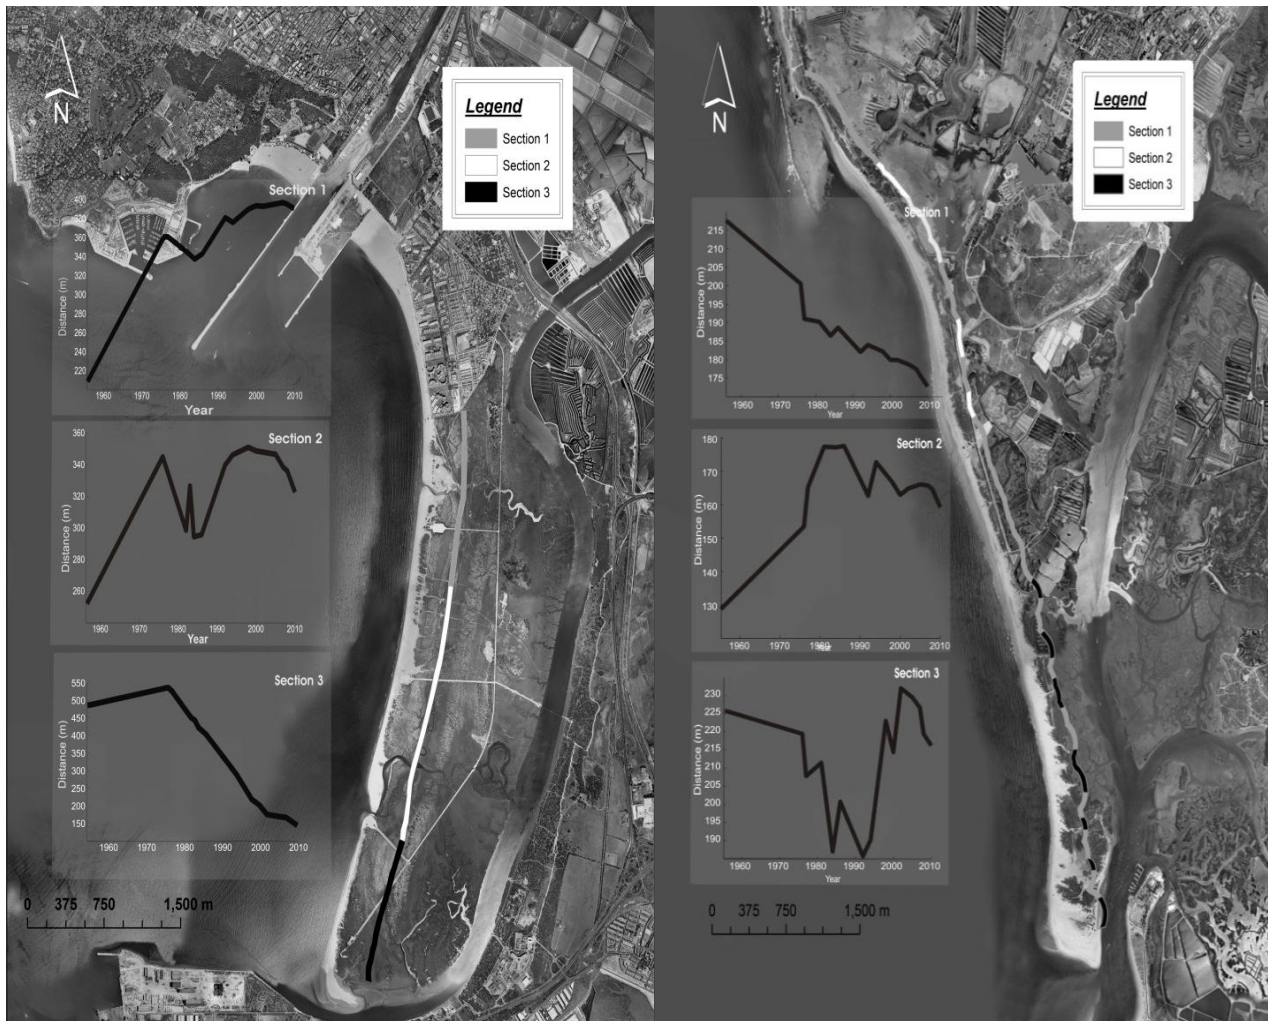 N
Legend
Section 1
Section 2
Section 3
Section 1
Distance (m)
400
380
360
340
320
300
280
260
240
220
1960 1970 1980 1990 2000 2010
Year
Section 2
Distance (m)
360
340
320
300
280
260
1960 1970 1980 1990 2000 2010
Year
Section 3
Distance (m)
550
500
450
400
350
300
250
200
150
1960 1970 1980 1990 2000 2010
0 375 750 1,500 m
N
Legend
Section 1
Section 2
Section 3
Section 1
Distance (m)
215
210
205
200
195
190
185
180
175
1960 1970 1980 1990 2000 2010
Year
Section 2
Distance (m)
180
170
160
150
140
130
1960 1970 1980 1990 2000 2010
Section 3
Distance (m)
230
225
220
215
210
205
200
195
190
1960 1970 1980 1990 2000 2010
Year
0 375 750 1,500 m